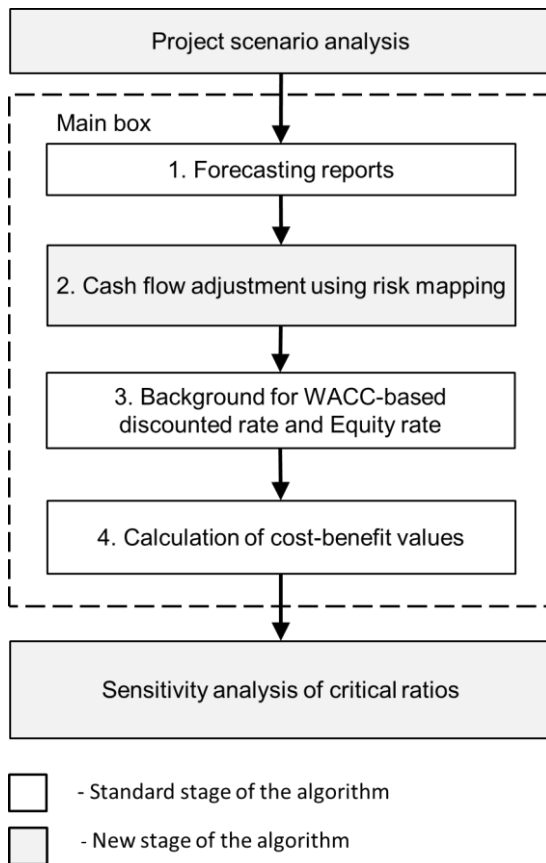 Project scenario analysis
Main box
1. Forecasting reports
2. Cash flow adjustment using risk mapping
3. Background for WACC-based
discounted rate and Equity rate
4. Calculation of cost-benefit values
Sensitivity analysis of critical ratios
- Standard stage of the algorithm
- New stage of the algorithm